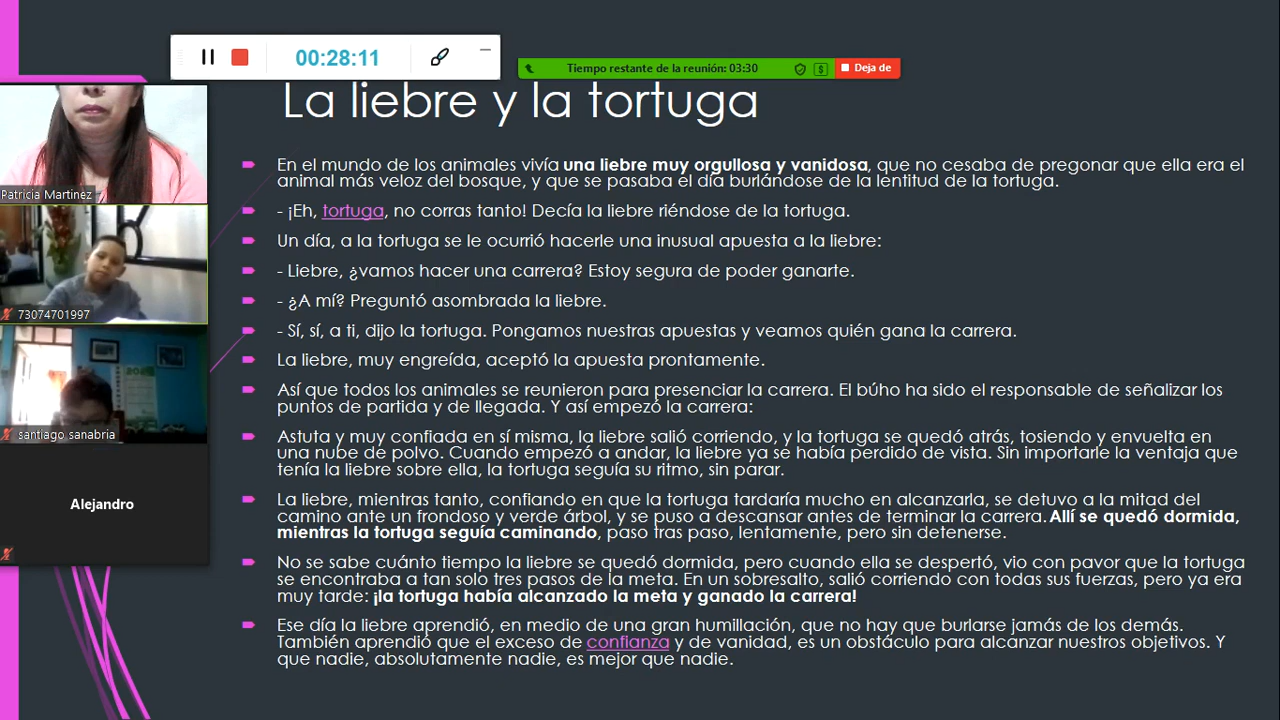 00:28:11
Tiempo restante de la reunión: 03:30
Deja de
La liebre y la tortuga
En el mundo de los animales vivía una liebre muy orgullosa y vanidosa, que no cesaba de pregonar que ella era el
animal más veloz del bosque, y que se pasaba el día burlándose de la lentitud de la tortuga.
- ¡Eh, tortuga, no corras tanto! Decía la liebre riéndose de la tortuga.
Un día, a la tortuga se le ocurrió hacerle una inusual apuesta a la liebre:
- Liebre, ¿vamos hacer una carrera? Estoy segura de poder ganarte.
- ¿A mí? Preguntó asombrada la liebre.
- Sí, sí, a ti, dijo la tortuga. Pongamos nuestras apuestas y veamos quién gana la carrera.
La liebre, muy engreída, aceptó la apuesta prontamente.
Así que todos los animales se reunieron para presenciar la carrera. El búho ha sido el responsable de señalizar los
puntos de partida y de llegada. Y así empezó la carrera:
Astuta y muy confiada en sí misma, la liebre salió corriendo, y la tortuga se quedó atrás, tosiendo y envuelta en
una nube de polvo. Cuando empezó a andar, la liebre ya se había perdido de vista. Sin importarle la ventaja que
tenía la liebre sobre ella, la tortuga seguía su ritmo, sin parar.
La liebre, mientras tanto, confiando en que la tortuga tardaría mucho en alcanzarla, se detuvo a la mitad del
camino ante un frondoso y verde árbol, y se puso a descansar antes de terminar la carrera. Allí se quedó dormida,
mientras la tortuga seguía caminando, paso tras paso, lentamente, pero sin detenerse.
No se sabe cuánto tiempo la liebre se quedó dormida, pero cuando ella se despertó, vio con pavor que la tortuga
se encontraba a tan solo tres pasos de la meta. En un sobresalto, salió corriendo con todas sus fuerzas, pero ya era
muy tarde: ¡la tortuga había alcanzado la meta y ganado la carrera!
Ese día la liebre aprendió, en medio de una gran humillación, que no hay que burlarse jamás de los demás.
También aprendió que el exceso de confianza y de vanidad, es un obstáculo para alcanzar nuestros objetivos. Y
que nadie, absolutamente nadie, es mejor que nadie.
Patricia Martinez
73074701997
santiago sanabria
Alejandro